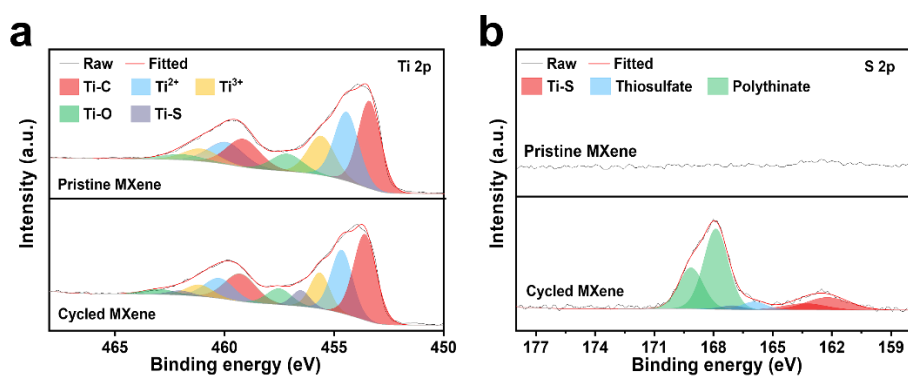 a
Raw Fitted Ti 2p
Ti-C Ti2+ Ti3+
Ti-O Ti-S
Pristine MXene
Cycled MXene
Intensity (a.u.)
465 460 455 450
Binding energy (eV)
b
Raw Fitted S 2p
Ti-S Thiosulfate Polythinate
Pristine MXene
Cycled MXene
Intensity (a.u.)
177 174 171 168 165 162 159
Binding energy (eV)